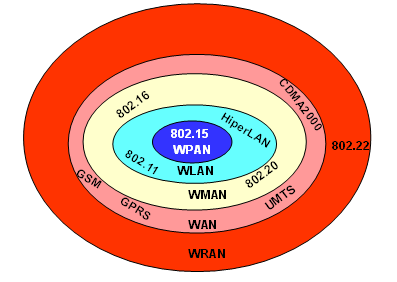 CDMA2000
802.16
HiperLAN
802.15
WPAN
802.22
802.11
WLAN
802.20
GSM
WMAN
UMTS
GPRS
WAN
WRAN